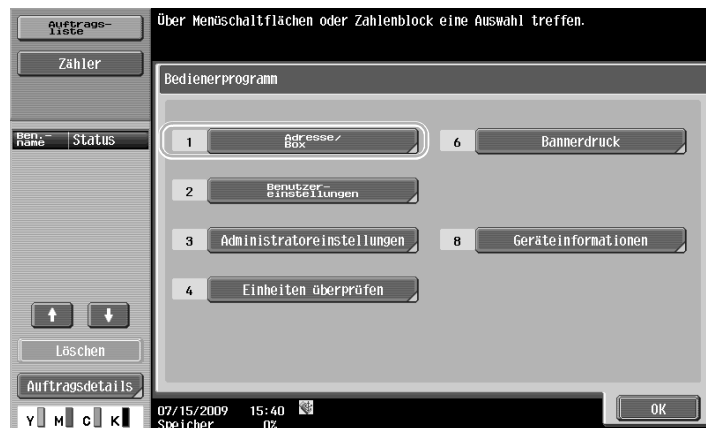 Auftrags-
liste
Zähler
Über Menüschaltflächen oder Zahlenblock eine Auswahl treffen.
Bedienerprogramm
Ben.-
name
Status
1 Adresse/
Box
6 Bannerdruck
2 Benutzer-
einstellungen
3 Administratoreinstellungen
8 Geräteinformationen
4 Einheiten überprüfen
Löschen
Auftragsdetails
Y M C K
07/15/2009 15:40
Speicher 0%
OK